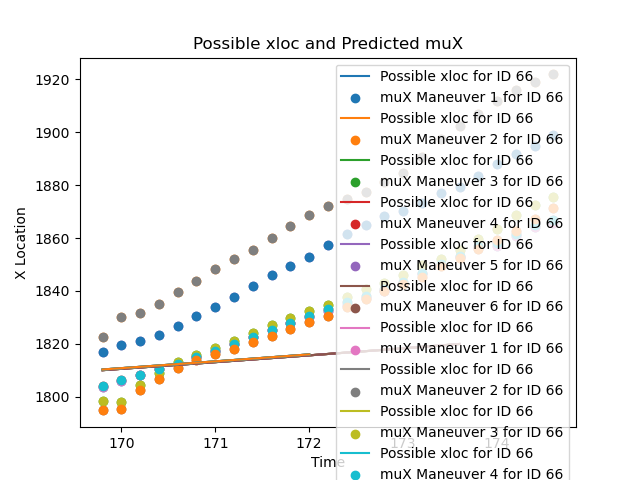 Possible xloc and Predicted muX
X Location
1920
1900
1880
1860
1840
1820
1800
170
171
172
173
174
Time
Possible xloc for ID 66
muX Maneuver 1 for ID 66
Possible xloc for ID 66
muX Maneuver 2 for ID 66
Possible xloc for ID 66
muX Maneuver 3 for ID 66
Possible xloc for ID 66
muX Maneuver 4 for ID 66
Possible xloc for ID 66
muX Maneuver 5 for ID 66
Possible xloc for ID 66
muX Maneuver 6 for ID 66
Possible xloc for ID 66
muX Maneuver 1 for ID 66
Possible xloc for ID 66
muX Maneuver 2 for ID 66
Possible xloc for ID 66
muX Maneuver 3 for ID 66
Possible xloc for ID 66
muX Maneuver 4 for ID 66